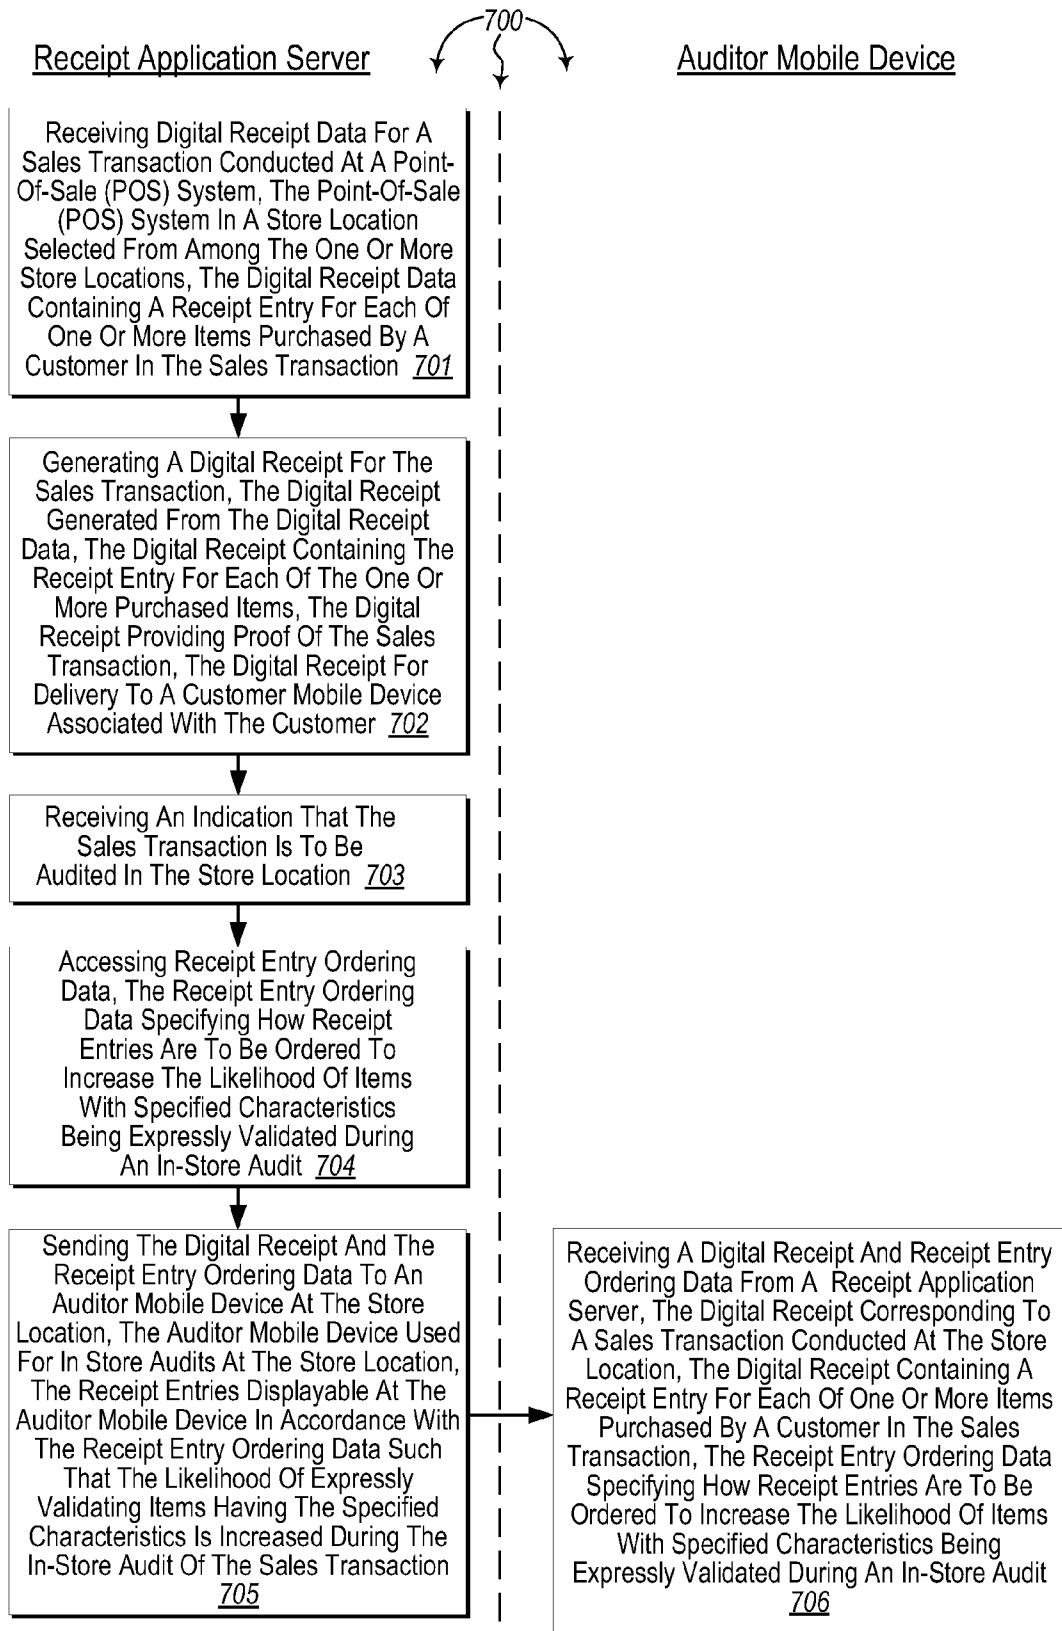 700
Receipt Application Server
Auditor Mobile Device
Receiving Digital Receipt Data For A
Sales Transaction Conducted At A Point-
Of-Sale (POS) System, The Point-Of-Sale
(POS) System In A Store Location
Selected From Among The One Or More
Store Locations, The Digital Receipt Data
Containing A Receipt Entry For Each Of
One Or More Items Purchased By A
Customer In The Sales Transaction 701
Generating A Digital Receipt For The
Sales Transaction, The Digital Receipt
Generated From The Digital Receipt
Data, The Digital Receipt Containing The
Receipt Entry For Each Of The One Or
More Purchased Items, The Digital
Receipt Providing Proof Of The Sales
Transaction, The Digital Receipt For
Delivery To A Customer Mobile Device
Associated With The Customer 702
Receiving An Indication That The
Sales Transaction Is To Be
Audited In The Store Location 703
Accessing Receipt Entry Ordering
Data, The Receipt Entry Ordering
Data Specifying How Receipt
Entries Are To Be Ordered To
Increase The Likelihood Of Items
With Specified Characteristics
Being Expressly Validated During
An In-Store Audit 704
Sending The Digital Receipt And The
Receipt Entry Ordering Data To An
Auditor Mobile Device At The Store
Location, The Auditor Mobile Device Used
For In Store Audits At The Store Location,
The Receipt Entries Displayable At The
Auditor Mobile Device In Accordance With
The Receipt Entry Ordering Data Such
That The Likelihood Of Expressly
Validating Items Having The Specified
Characteristics Is Increased During The
In-Store Audit Of The Sales Transaction
705
Receiving A Digital Receipt And Receipt Entry
Ordering Data From A Receipt Application
Server, The Digital Receipt Corresponding To
A Sales Transaction Conducted At The Store
Location, The Digital Receipt Containing A
Receipt Entry For Each Of One Or More Items
Purchased By A Customer In The Sales
Transaction, The Receipt Entry Ordering Data
Specifying How Receipt Entries Are To Be
Ordered To Increase The Likelihood Of Items
With Specified Characteristics Being
Expressly Validated During An In-Store Audit
706